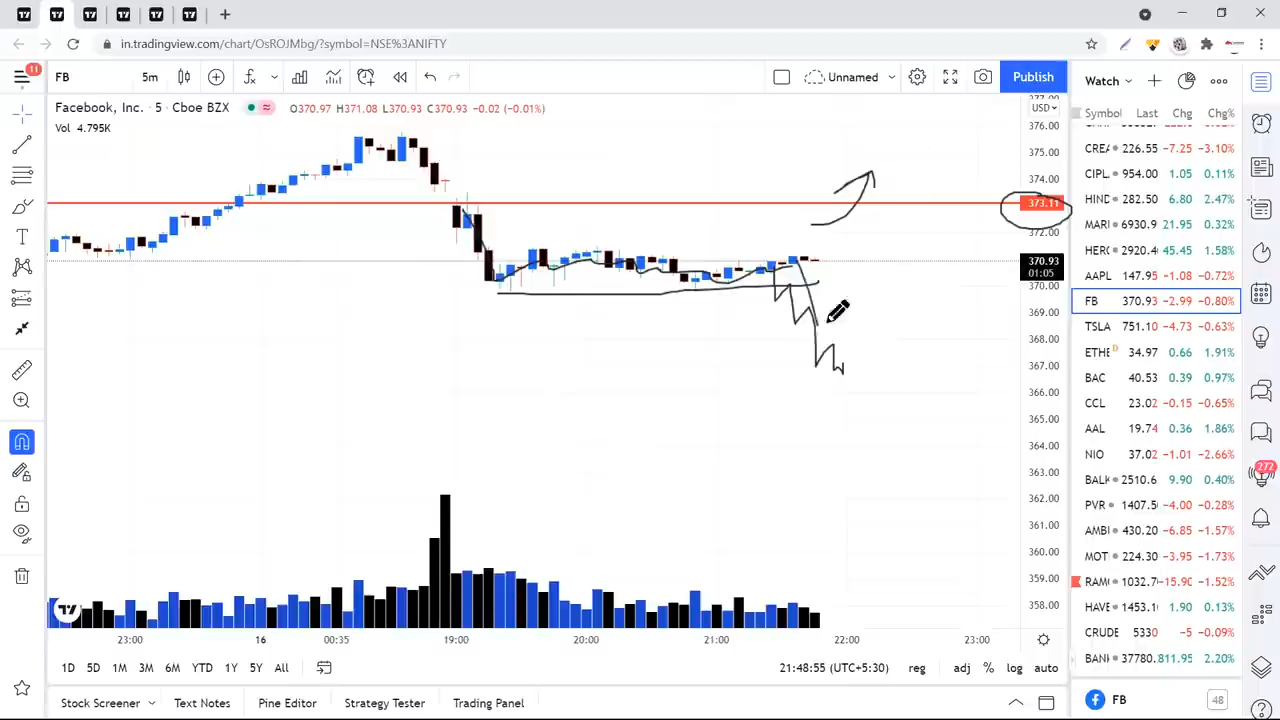 in.tradingview.com/chart/OsROJMbg/?symbol=NSE%3ANIFTY
11
FB 5m Unnamed Publish Watch
Facebook, Inc. · 5 · Cboe BZX O370.97 H371.08 L370.93 C370.93 -0.02 (-0.01%)
Vol 4.795K
USD
377.00
376.00
375.00
374.00
373.11
372.00
370.93
01:05
370.00
369.00
368.00
367.00
366.00
365.00
364.00
363.00
362.00
361.00
360.00
359.00
358.00
23:00 16 00:35 19:00 20:00 21:00 22:00 23:00
1D 5D 1M 3M 6M YTD 1Y 5Y All 21:48:55 (UTC+5:30) reg adj % log auto
Stock Screener Text Notes Pine Editor Strategy Tester Trading Panel
Symbol Last Chg Chg%
CREA 226.55 -7.25 -3.10%
CIPL 954.00 1.05 0.11%
HIND 282.50 6.80 2.47%
MARI 6930.9 21.95 0.32%
HERO 2920.4 45.45 1.58%
AAPL 147.95 -1.08 -0.72%
FB 370.93 -2.99 -0.80%
TSLA 751.10 -4.73 -0.63%
ETHE D 34.97 0.66 1.91%
BAC 40.53 0.39 0.97%
CCL 23.02 -0.15 -0.65%
AAL 19.74 0.36 1.86%
NIO 37.02 -1.01 -2.66%
BALK 2510.6 9.90 0.40%
PVR 1407.5 -4.00 -0.28%
AMBI 430.20 -6.85 -1.57%
MOT 224.30 -3.95 -1.73%
RAM 1032.7 -15.90 -1.52%
HAVE 1453.1 1.90 0.13%
CRUDE 5330 -5 -0.09%
BANK 37780. 811.95 2.20%
FB 48
272